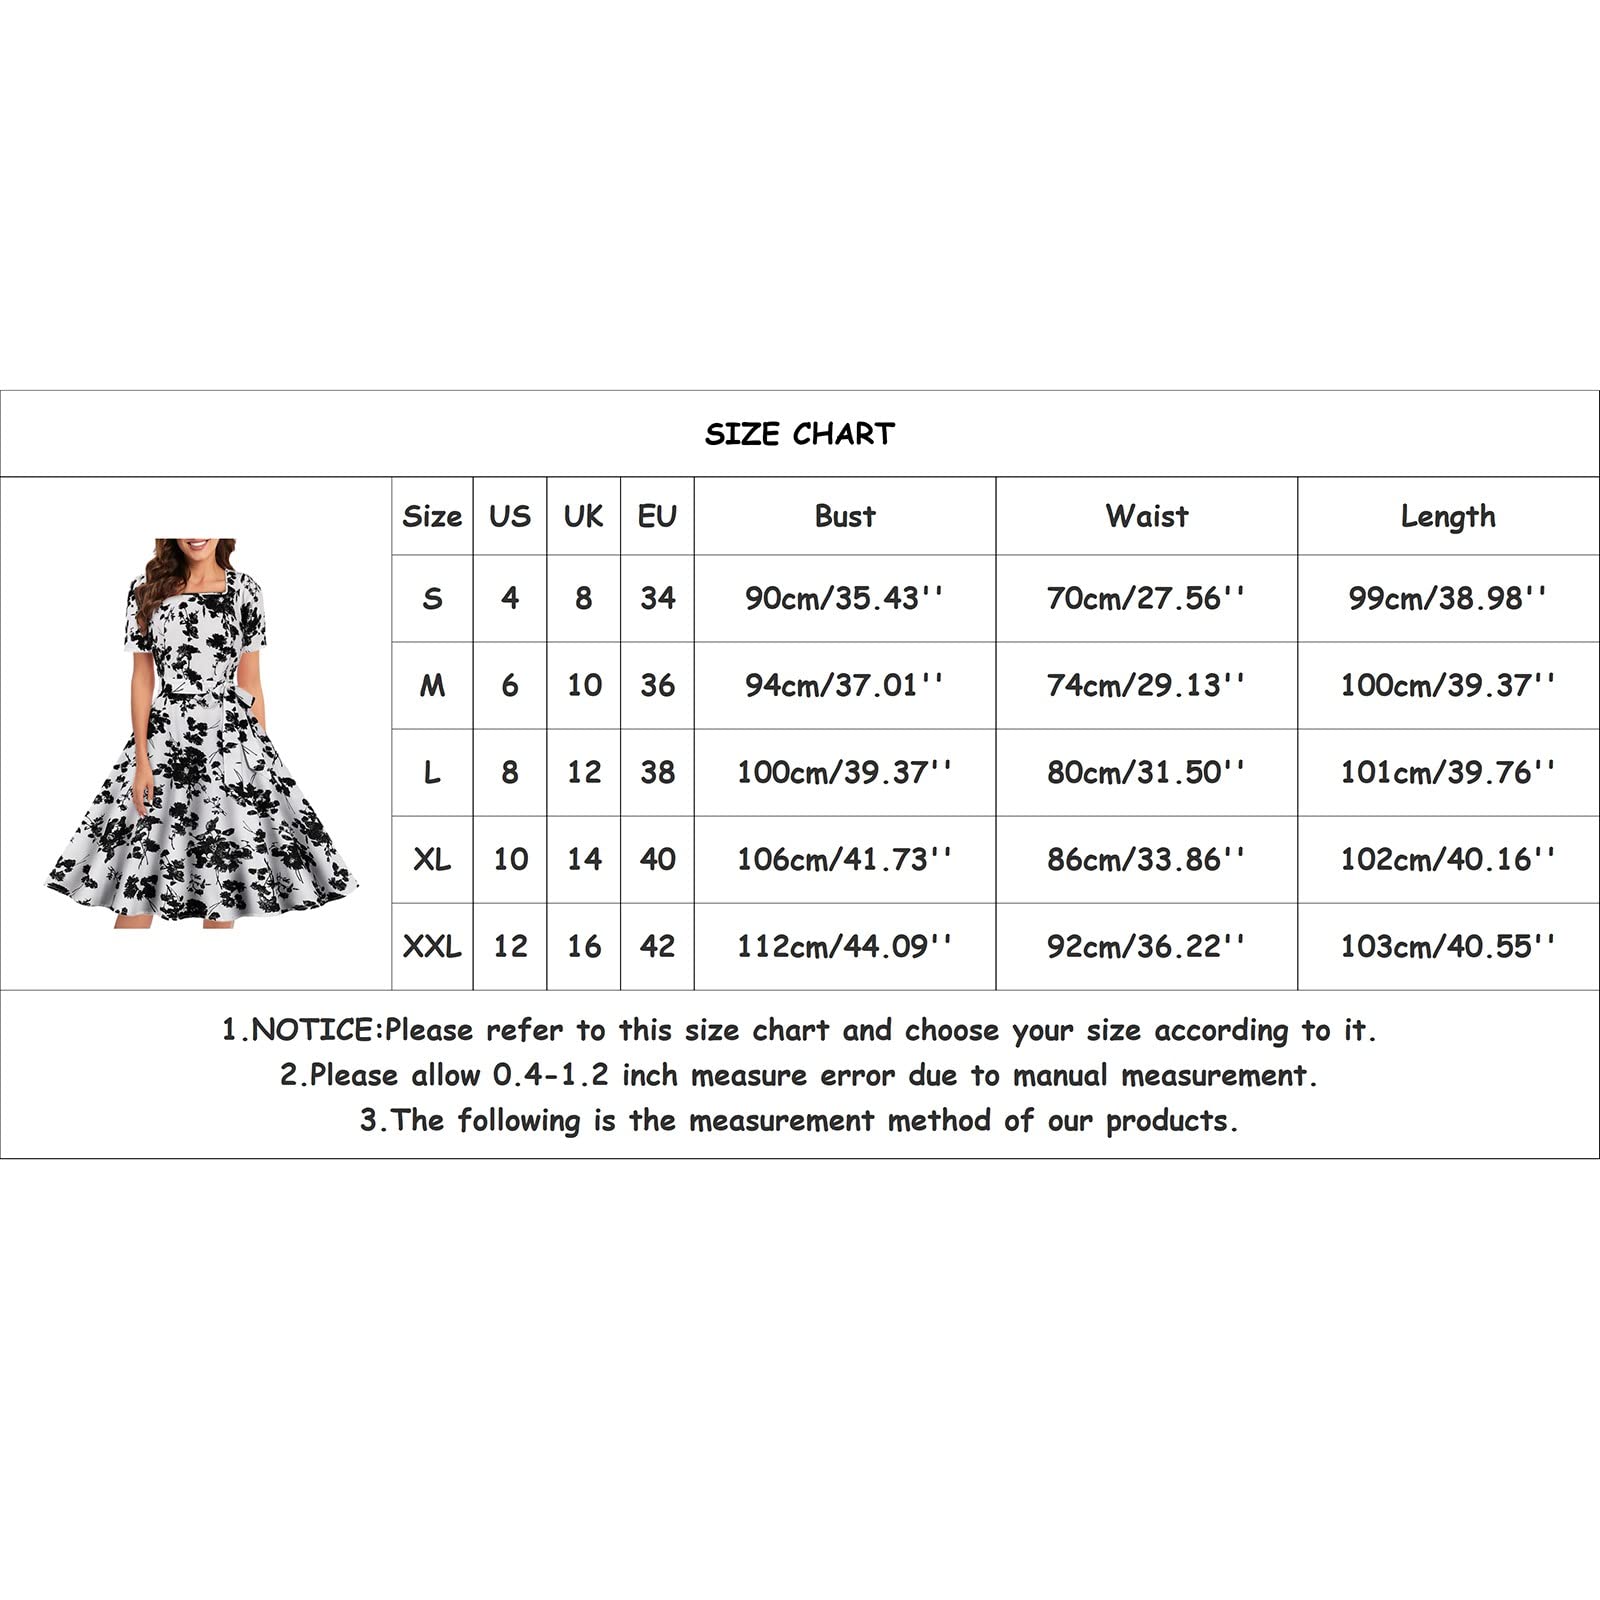 SIZE CHART
Size US UK EU Bust Waist Length
S 4 8 34 90cm/35.43'' 70cm/27.56'' 99cm/38.98''
M 6 10 36 94cm/37.01'' 74cm/29.13'' 100cm/39.37''
L 8 12 38 100cm/39.37'' 80cm/31.50'' 101cm/39.76''
XL 10 14 40 106cm/41.73'' 86cm/33.86'' 102cm/40.16''
XXL 12 16 42 112cm/44.09'' 92cm/36.22'' 103cm/40.55''
1.NOTICE:Please refer to this size chart and choose your size according to it.
2.Please allow 0.4-1.2 inch measure error due to manual measurement.
3.The following is the measurement method of our products.